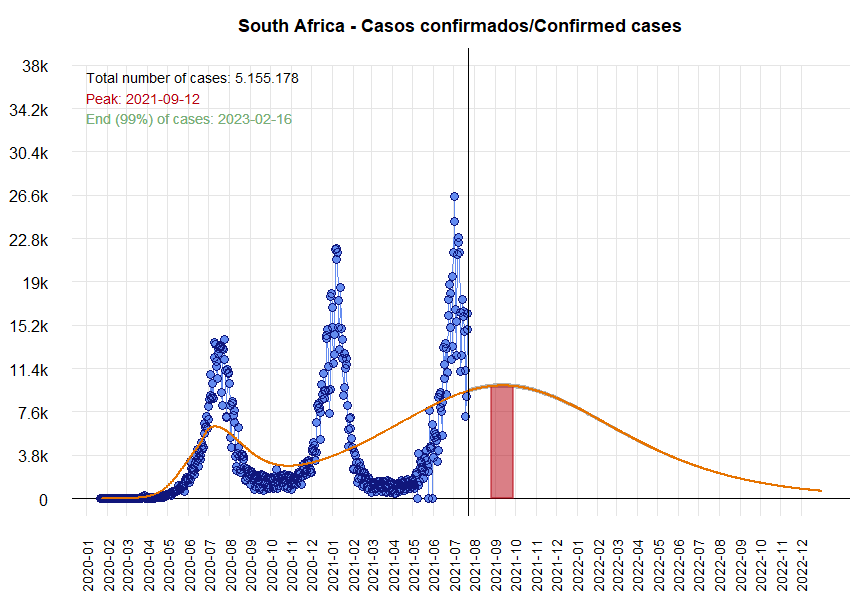 South Africa - Casos confirmados/Confirmed cases
38k
34.2k
30.4k
26.6k
22.8k
19k
15.2k
11.4k
7.6k
3.8k
0
Total number of cases: 5.155.178
Peak: 2021-09-12
End (99%) of cases: 2023-02-16
2020-01
2020-02
2020-03
2020-04
2020-05
2020-06
2020-07
2020-08
2020-09
2020-10
2020-11
2020-12
2021-01
2021-02
2021-03
2021-04
2021-05
2021-06
2021-07
2021-08
2021-09
2021-10
2021-11
2021-12
2022-01
2022-02
2022-03
2022-04
2022-05
2022-06
2022-07
2022-08
2022-09
2022-10
2022-11
2022-12